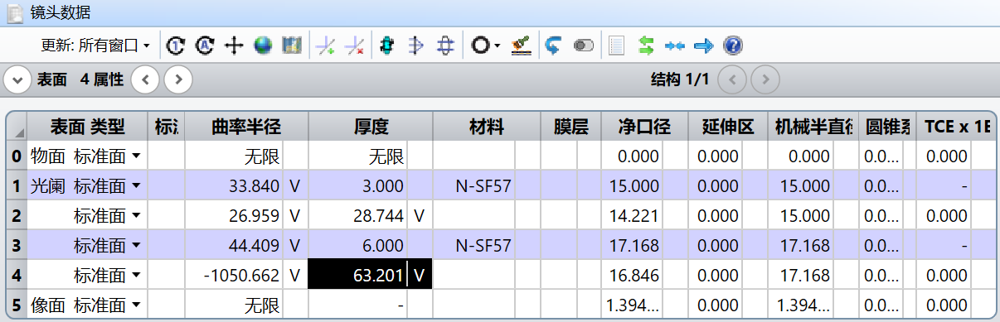 镜头数据
更新: 所有窗口
表面 4 属性 结构 1/1
表面 类型 标注 曲率半径 厚度 材料 膜层 净口径 延伸区 机械半直径 圆锥系 TCE x 1E
0 物面 标准面 无限 无限 0.000 0.000 0.000 0.0... 0.000
1 光阑 标准面 33.840 V 3.000 N-SF57 15.000 0.000 15.000 0.0... -
2 标准面 26.959 V 28.744 V 14.221 0.000 15.000 0.0... 0.000
3 标准面 44.409 V 6.000 N-SF57 17.168 0.000 17.168 0.0... -
4 标准面 -1050.662 V 63.201 V 16.846 0.000 17.168 0.0... 0.000
5 像面 标准面 无限 - 1.394... 0.000 1.394... 0.0... 0.000